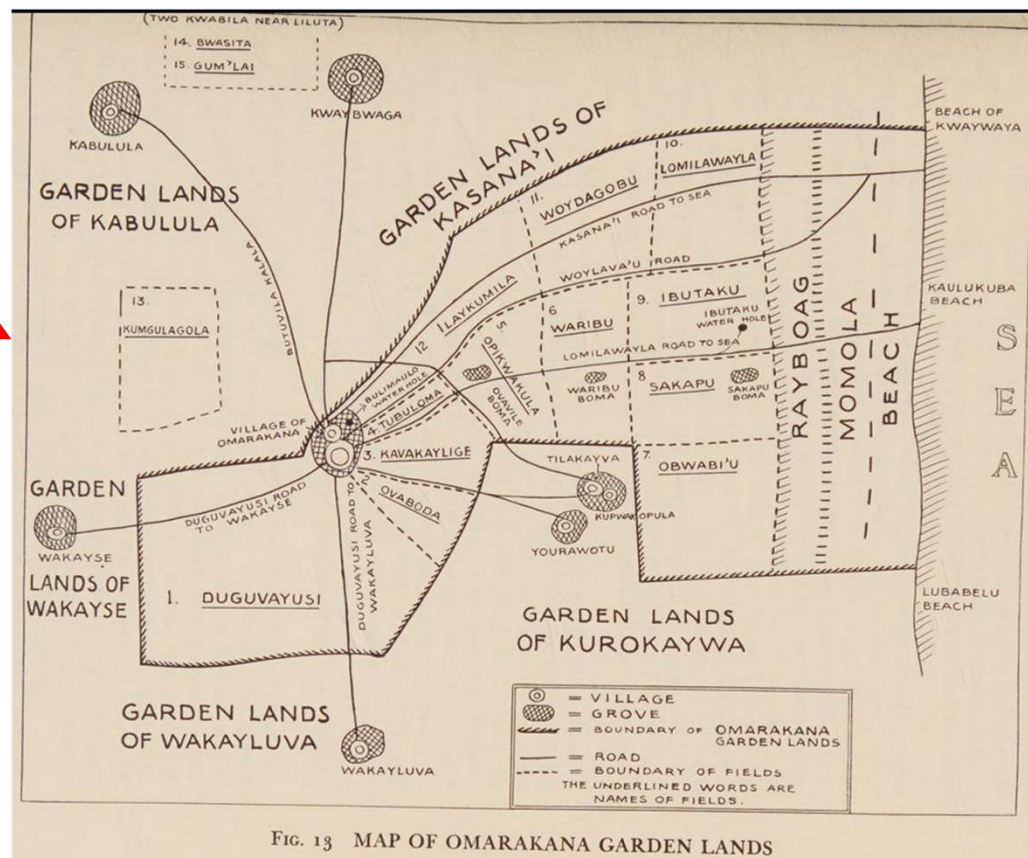 (TWO KWABILA NEAR LILUTA)
14. BWASITA
15. GUM'LAI
KABULULA
KWAYBWAGA
GARDEN LANDS
OF KABULULA
GARDEN LANDS OF
KASANA'I
BEACH OF
KWAYWAYA
10.
LOMILAWAYLA
11.
WOYDAGOBU
KASANA'I ROAD TO SEA
WOYLAVA'U ROAD
BUTUVILA KALALA
13.
KUMGULAGOLA
12
ILAYKUMILA
5.
OPIKWAKULA
OVAVILE
BOMA
6
WARIBU
9. IBUTAKU
IBUTAKU
WATER HOLE
KAULUKUBA
BEACH
LOMILAWAYLA ROAD TO SEA
WARIBU
BOMA
8
SAKAPU
SAKAPU
BOMA
RAYBOAG
MOMOLA
BEACH
SEA
BULIMAULO
WATER HOLE
4. TUBULOMA
VILLAGE OF
OMARAKANA
3. KAVAKAYLIGE
2.
OVABODA
TILAKAYVA
KUPWAKOPULA
YOURAWOTU
7.
OBWABI'U
GARDEN
WAKAYSE
LANDS OF
WAKAYSE
DUGUVAYUSI ROAD
TO WAKAYSE
DUGUVAYUSI ROAD TO
WAKAYLUVA
1. DUGUVAYUSI
LUBABELU
BEACH
GARDEN LANDS
OF KUROKAYWA
GARDEN LANDS
OF WAKAYLUVA
WAKAYLUVA
= VILLAGE
= GROVE
= BOUNDARY OF OMARAKANA
GARDEN LANDS
= ROAD
= BOUNDARY OF FIELDS
THE UNDERLINED WORDS ARE
NAMES OF FIELDS.
FIG. 13 MAP OF OMARAKANA GARDEN LANDS